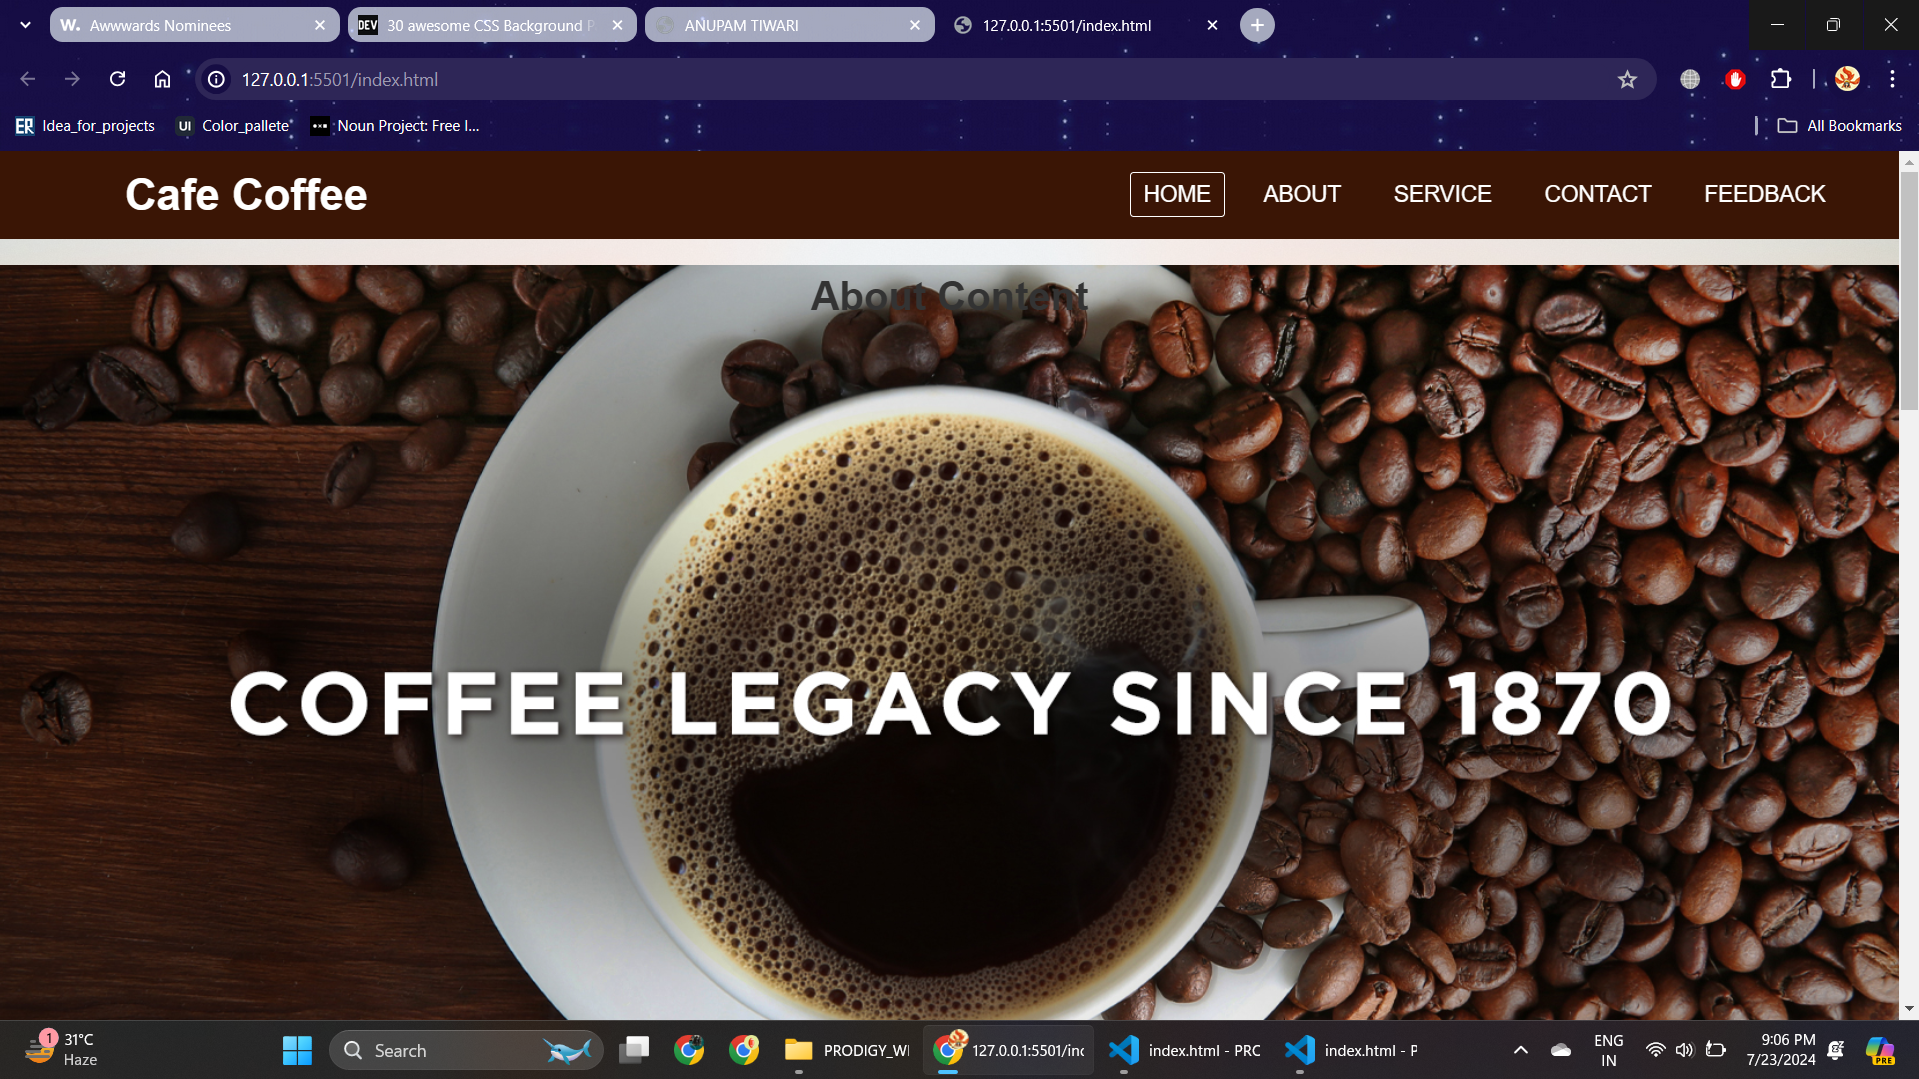 Awwwards Nominees
30 awesome CSS Background P
ANUPAM TIWARI
127.0.0.1:5501/index.html
127.0.0.1:5501/index.html
Idea_for_projects
Color_pallete
Noun Project: Free I...
All Bookmarks
Cafe Coffee
HOME
ABOUT
SERVICE
CONTACT
FEEDBACK
About Content
COFFEE LEGACY SINCE 1870
1
31°C
Haze
Search
PRODIGY_WI
127.0.0.1:5501/inc
index.html - PRC
index.html - P
ENG
IN
9:06 PM
7/23/2024
PRE